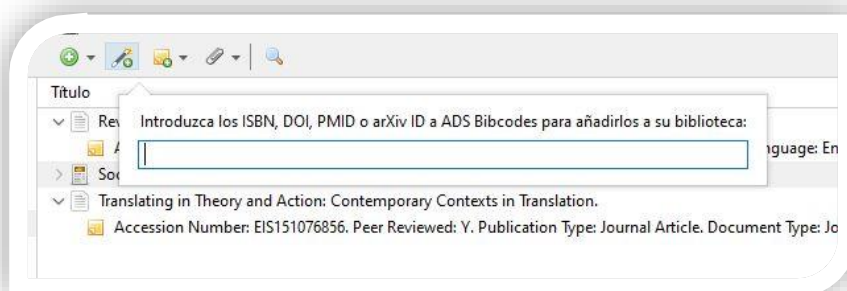 Título
Rev
Introduzca los ISBN, DOI, PMID o arXiv ID a ADS Bibcodes para añadirlos a su biblioteca:
nguage: En
Soc
Translating in Theory and Action: Contemporary Contexts in Translation.
Accession Number: EIS151076856. Peer Reviewed: Y. Publication Type: Journal Article. Document Type: Jo